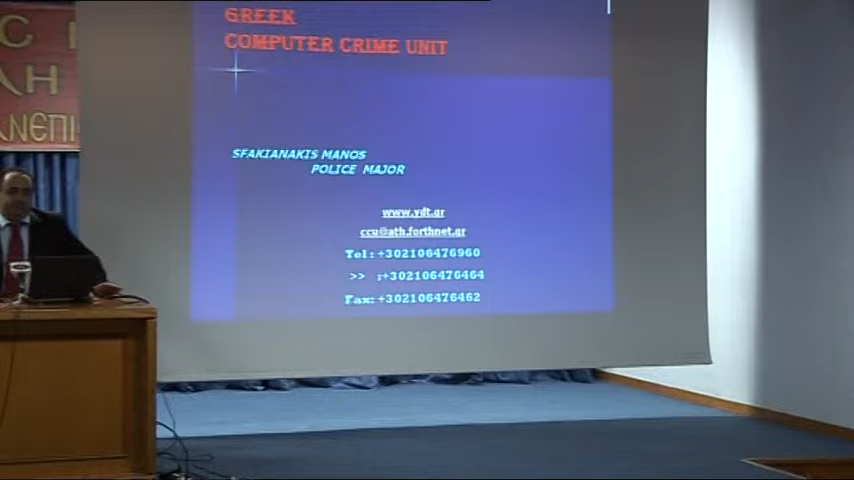 GREEK
COMPUTER CRIME UNIT
SFAKIANAKIS MANOS
POLICE MAJOR
www.ydt.gr
ccu@ath.forthnet.gr
Tel:+302106476960
>> :+302106476464
Fax:+302106476462